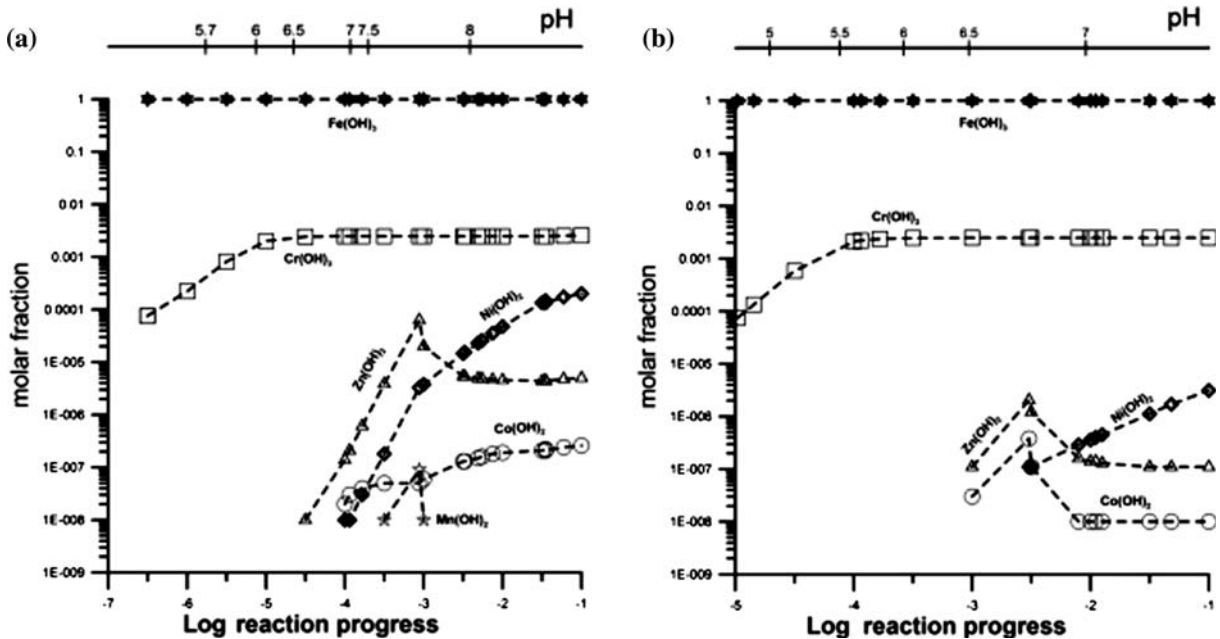 (a)
pH
5.7 6 6.5 7 7.5 8
molar fraction
1
0.1
0.01
0.001
0.0001
1E-005
1E-006
1E-007
1E-008
1E-009
Fe(OH)3
Cr(OH)3
Zn(OH)2
Ni(OH)2
Co(OH)2
Mn(OH)2
-7 -6 -5 -4 -3 -2 -1
Log reaction progress
(b)
pH
5 5.5 6 6.5 7
molar fraction
1
0.1
0.01
0.001
0.0001
1E-005
1E-006
1E-007
1E-008
1E-009
Fe(OH)3
Cr(OH)3
Zn(OH)2
Ni(OH)2
Co(OH)2
-5 -4 -3 -2 -1
Log reaction progress